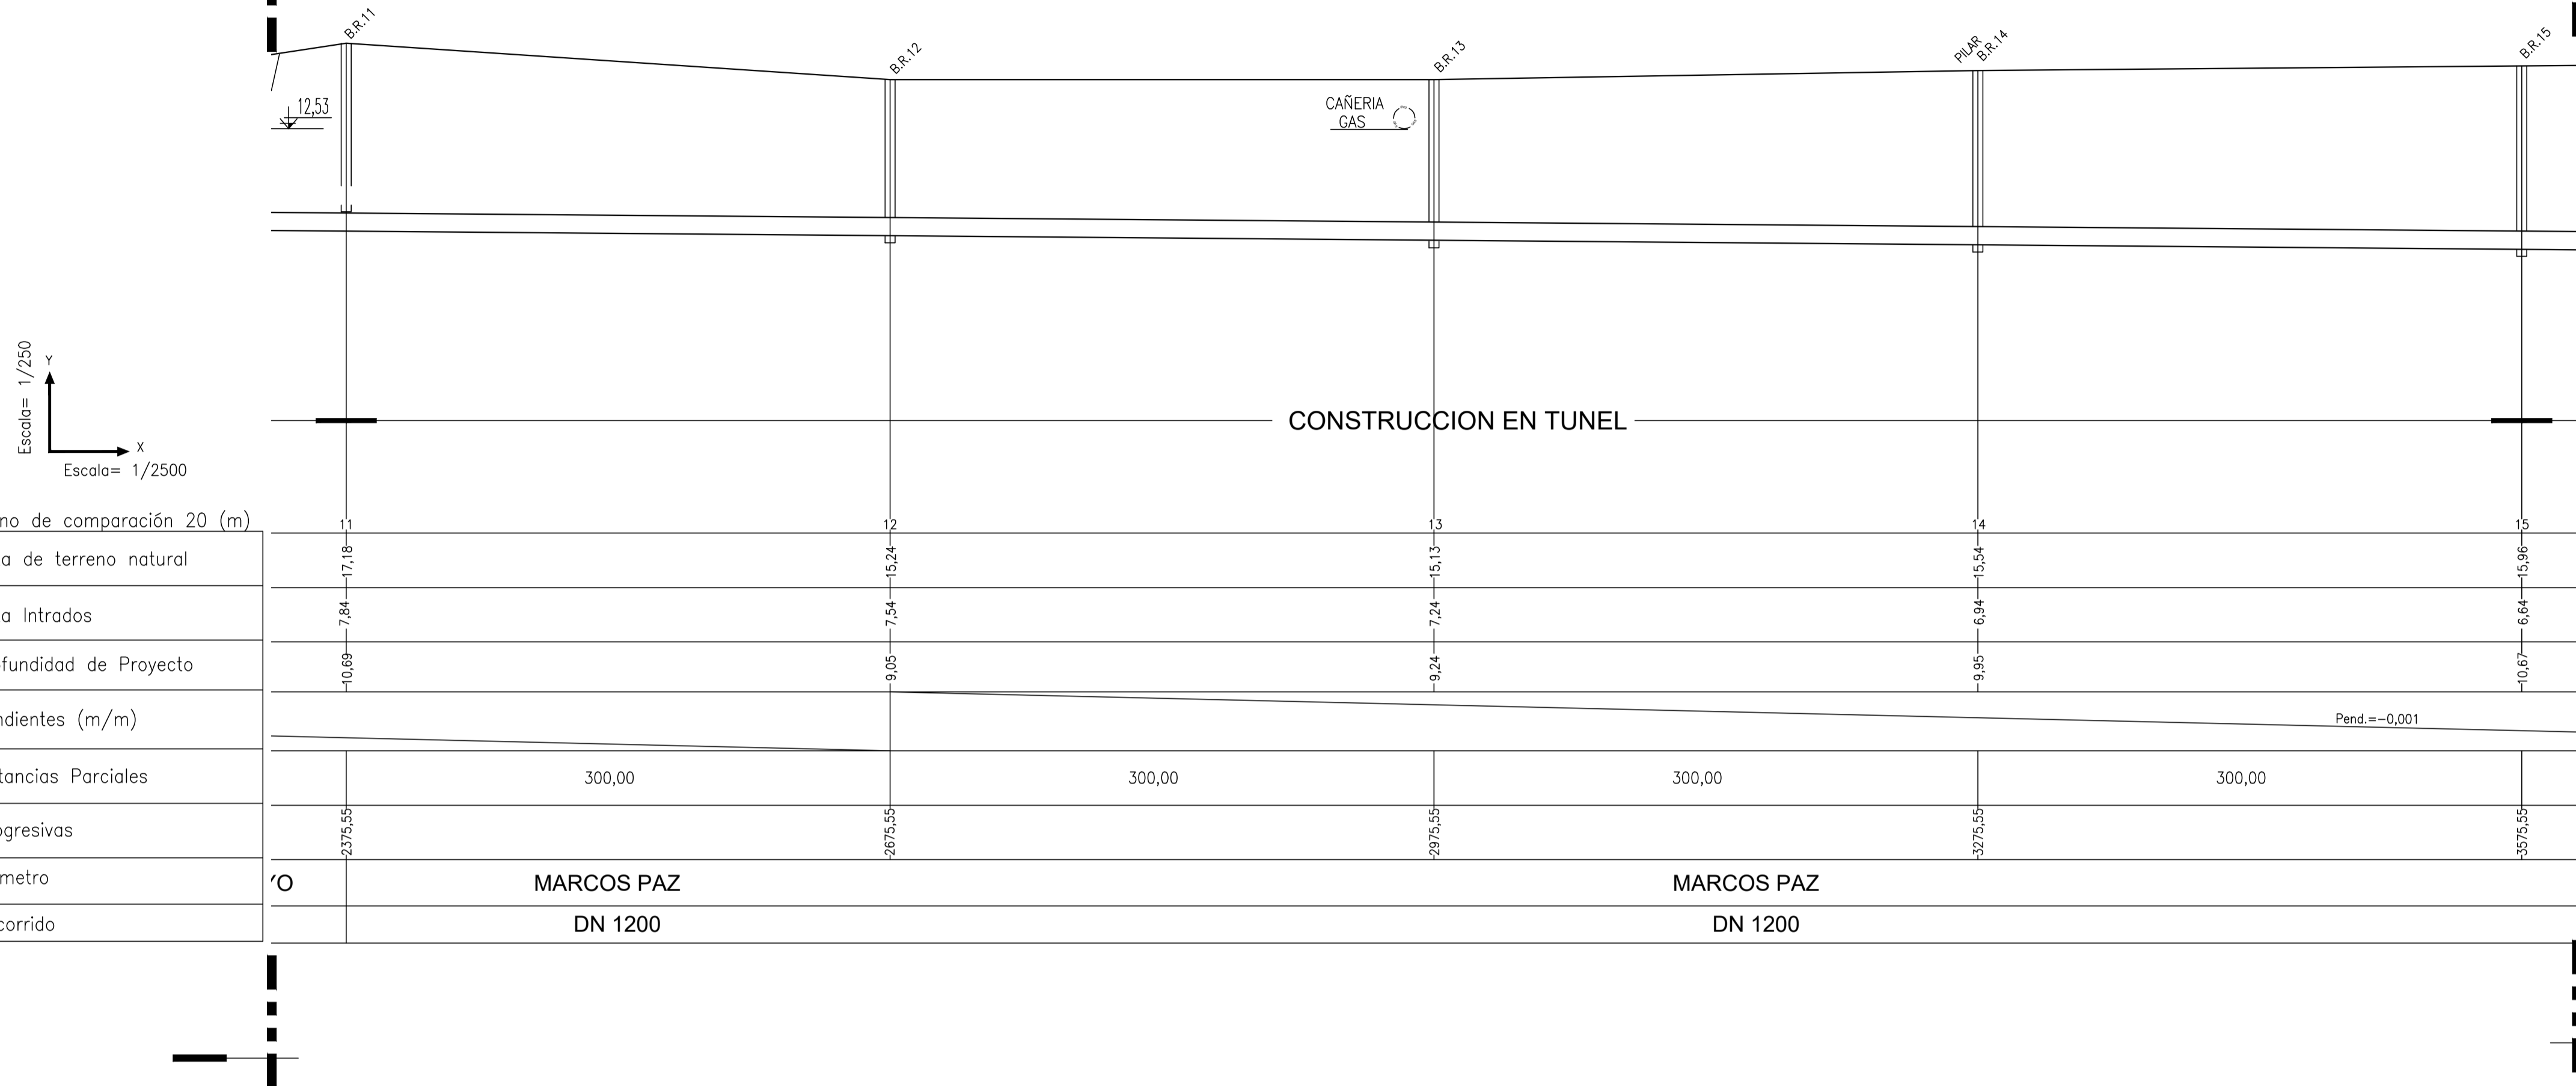 B.R.11
B.R.12
B.R.13
PILAR
B.R.14
B.R.15
12,53
CAÑERIA
GAS
Escala= 1/250
Y
X
Escala= 1/2500
CONSTRUCCION EN TUNEL
no de comparación 20 (m)
11 12 13 14 15
a de terreno natural 17,18 15,24 15,13 15,54 15,96
a Intrados 7,84 7,54 7,24 6,94 6,64
fundidad de Proyecto 10,69 9,05 9,24 9,95 10,67
ndientes (m/m) Pend.=-0,001
tancias Parciales 300,00 300,00 300,00 300,00
ogresivas 2375,55 2675,55 2975,55 3275,55 3575,55
metro YO MARCOS PAZ MARCOS PAZ
corrido DN 1200 DN 1200